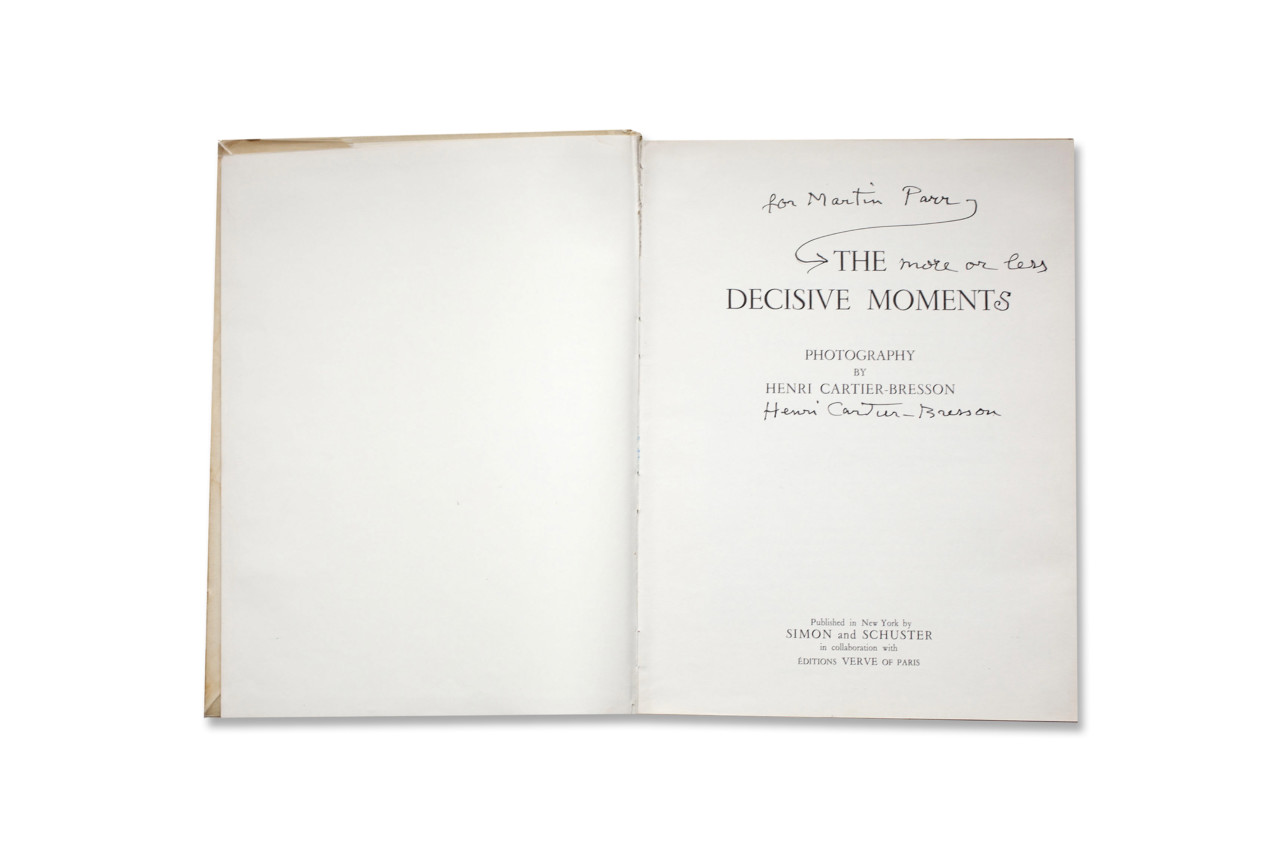 for Martin Parr
THE more or less
DECISIVE MOMENTS
PHOTOGRAPHY
BY
HENRI CARTIER-BRESSON
Henri Cartier-Bresson
Published in New York by
SIMON and SCHUSTER
in collaboration with
ÉDITIONS VERVE OF PARIS